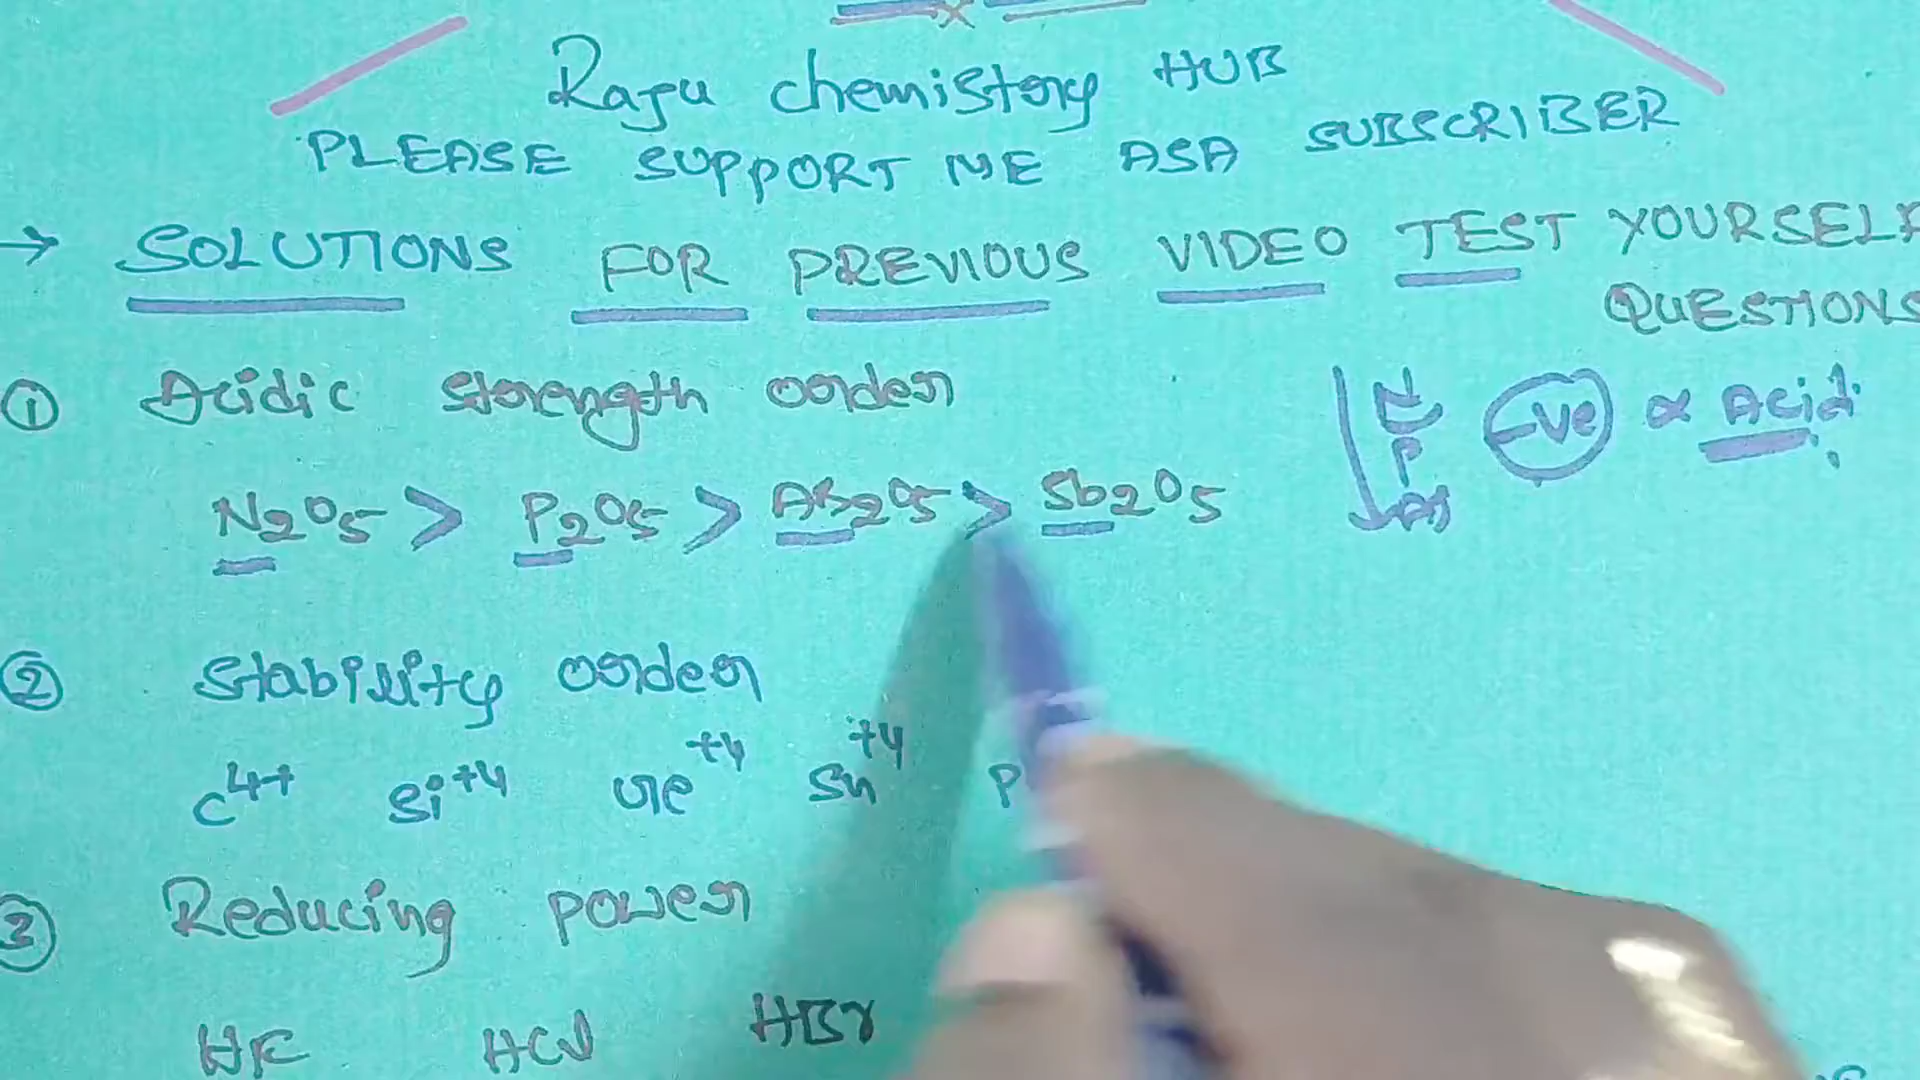 Raju chemistory HUB
PLEASE SUPPORT ME ASA SUBSCRIBER
→ SOLUTIONS FOR PREVIOUS VIDEO TEST YOURSELF
QUESTIONS
① Acidic strength order
N P As -ve ∝ Acid
N₂O₅ > P₂O₅ > As₂O₅ > Sb₂O₅
② Stability order
C⁴⁺ Si⁺⁴ Ge⁺⁴ Sn⁺⁴ P
③ Reducing power
HF HCl HBr